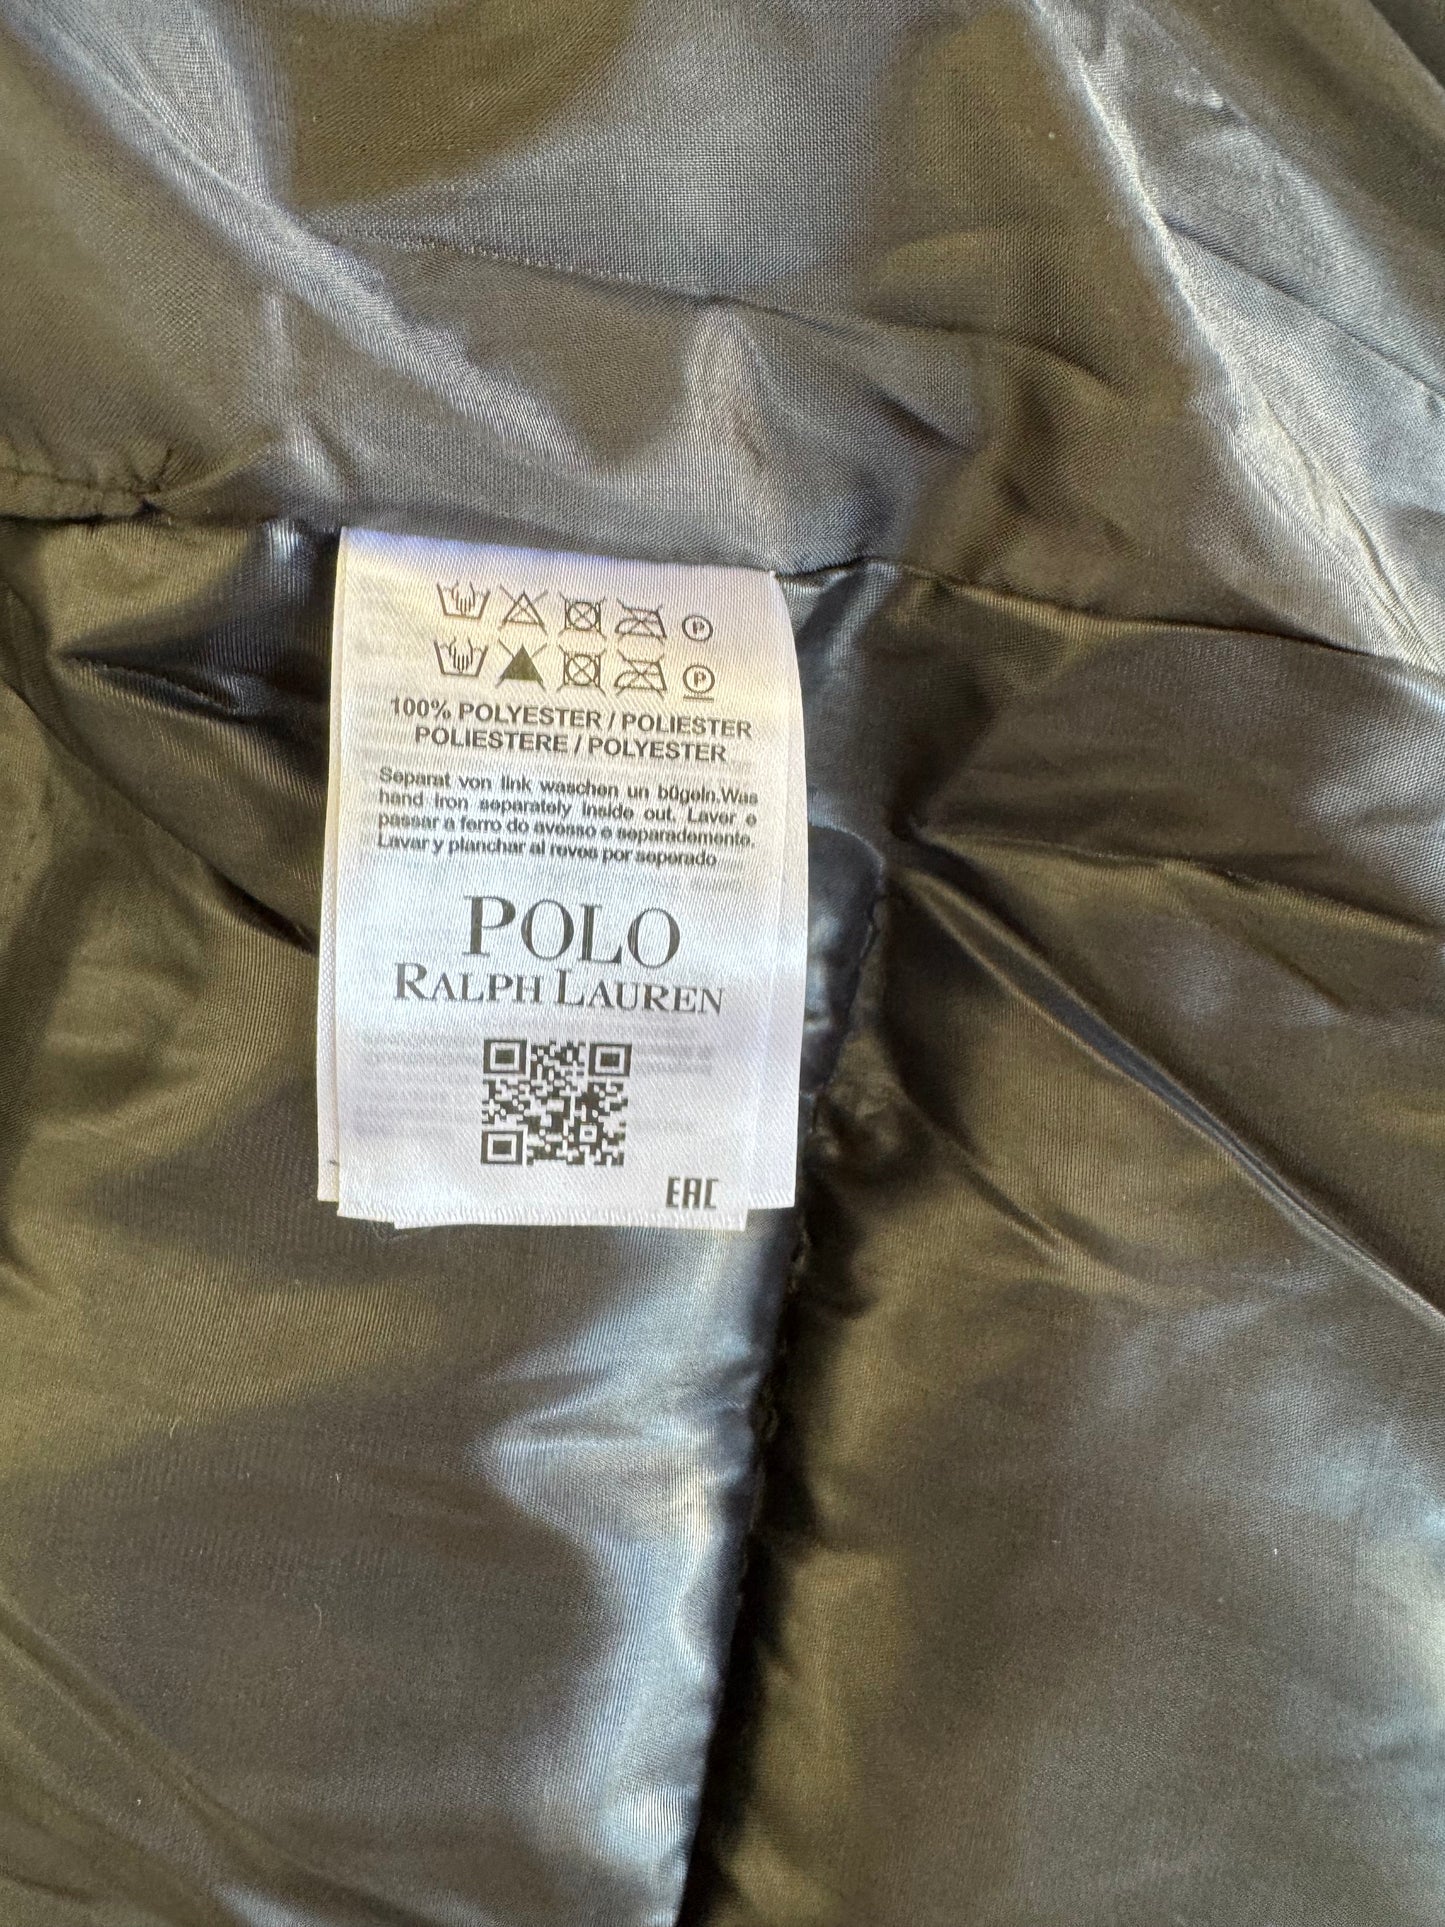 P
P
100% POLYESTER / POLIESTER
POLIESTERE / POLYESTER
Separat von link waschen un bügeln.Was
hand iron separately inside out. Laver e
passar a ferro do avesso e separademente.
Lavar y planchar al reves por seperado
POLO
RALPH LAUREN
EAC